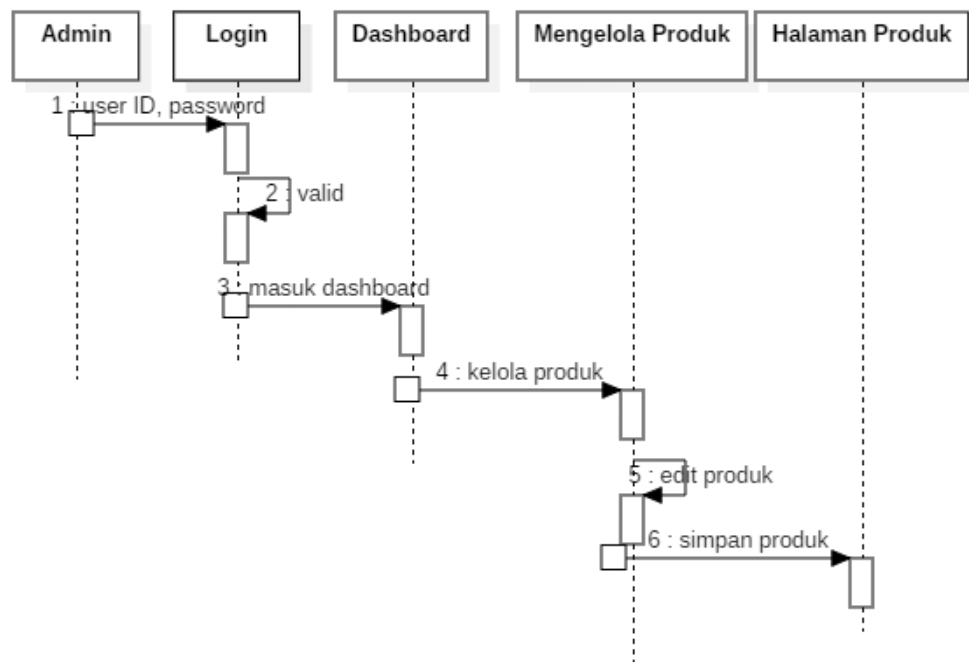 Admin
Login
Dashboard
Mengelola Produk
Halaman Produk
1 : user ID, password
2 : valid
3 : masuk dashboard
4 : kelola produk
5 : edit produk
6 : simpan produk